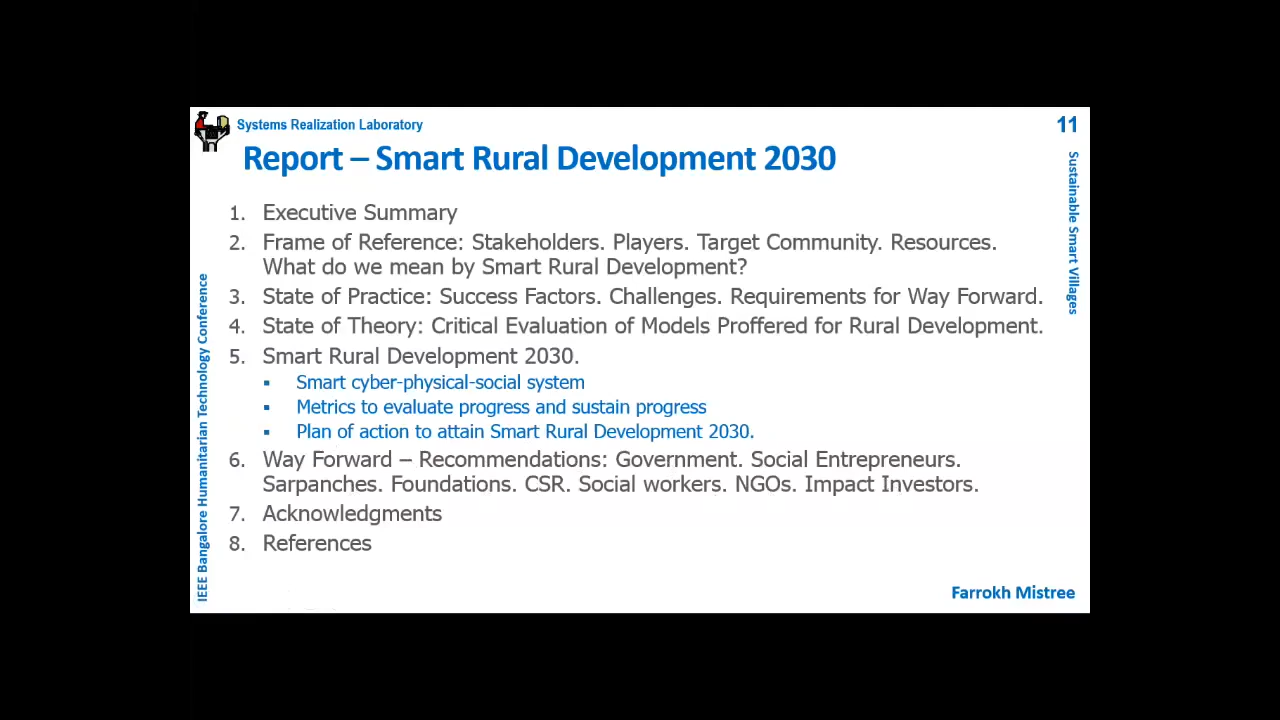 Systems Realization Laboratory
11
Report – Smart Rural Development 2030
1. Executive Summary
2. Frame of Reference: Stakeholders. Players. Target Community. Resources.
What do we mean by Smart Rural Development?
3. State of Practice: Success Factors. Challenges. Requirements for Way Forward.
4. State of Theory: Critical Evaluation of Models Proffered for Rural Development.
5. Smart Rural Development 2030.
▪ Smart cyber-physical-social system
▪ Metrics to evaluate progress and sustain progress
▪ Plan of action to attain Smart Rural Development 2030.
6. Way Forward – Recommendations: Government. Social Entrepreneurs.
Sarpanches. Foundations. CSR. Social workers. NGOs. Impact Investors.
7. Acknowledgments
8. References
IEEE Bangalore Humanitarian Technology Conference
Sustainable Smart Villages
Farrokh Mistree